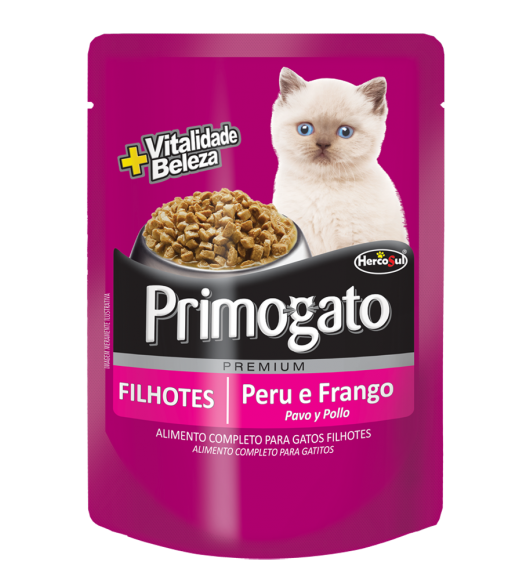 +Vitalidade
Beleza
HercoSul
Primogato
PREMIUM
FILHOTES
Peru e Frango
Pavo y Pollo
ALIMENTO COMPLETO PARA GATOS FILHOTES
ALIMENTO COMPLETO PARA GATITOS
IMAGEM MERAMENTE ILUSTRATIVA